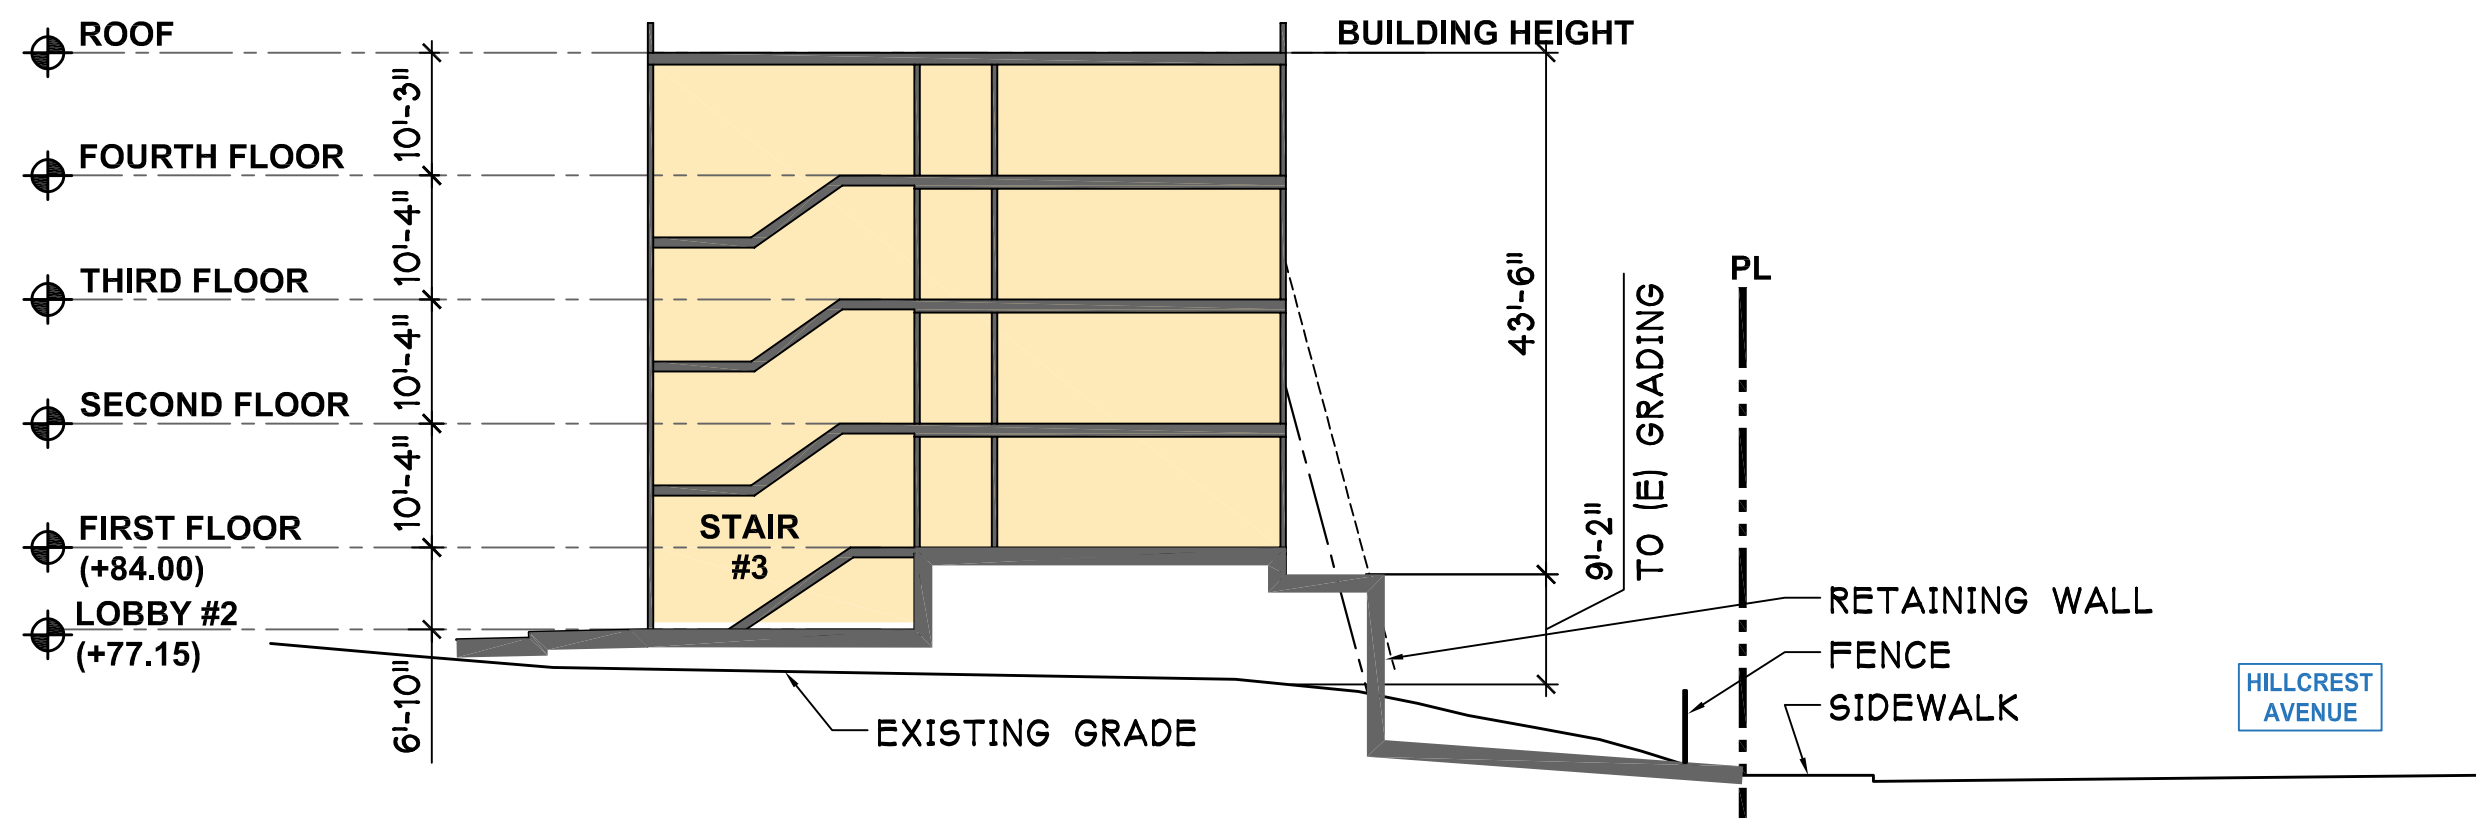 ROOF
BUILDING HEIGHT
10'-3"
FOURTH FLOOR
10'-4"
THIRD FLOOR
10'-4"
SECOND FLOOR
10'-4"
FIRST FLOOR
(+84.00)
LOBBY #2
(+77.15)
6'-10"
STAIR
#3
EXISTING GRADE
43'-6"
9'-2"
TO (E) GRADING
PL
RETAINING WALL
FENCE
SIDEWALK
HILLCREST
AVENUE